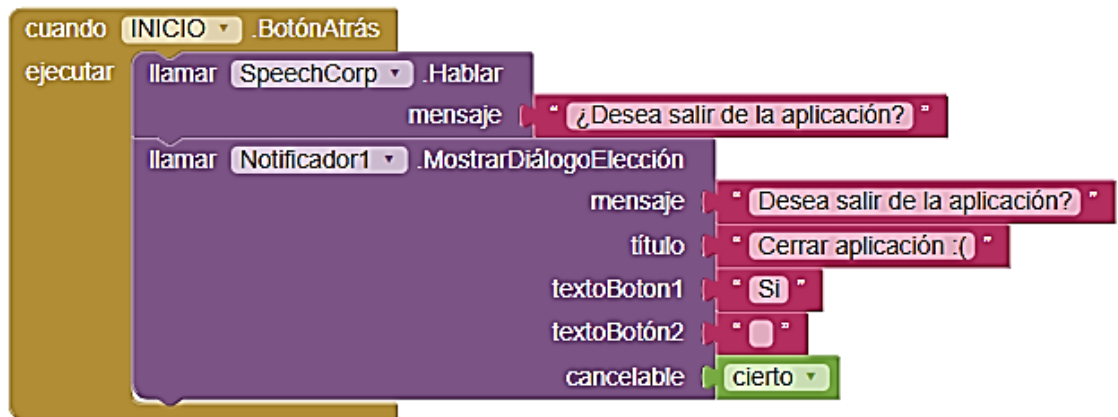 cuando INICIO .BotónAtrás
ejecutar llamar SpeechCorp .Hablar
mensaje " ¿Desea salir de la aplicación? "
llamar Notificador1 .MostrarDiálogoElección
mensaje " Desea salir de la aplicación? "
título " Cerrar aplicación :( "
textoBoton1 " Si "
textoBotón2 " "
cancelable cierto